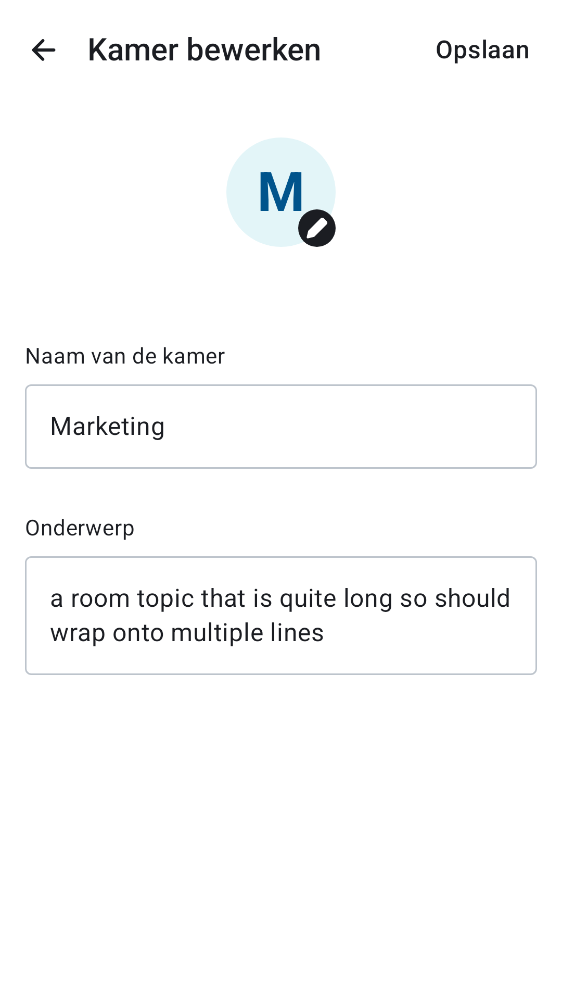 Kamer bewerken
Opslaan
M
Naam van de kamer
Marketing
Onderwerp
a room topic that is quite long so should
wrap onto multiple lines